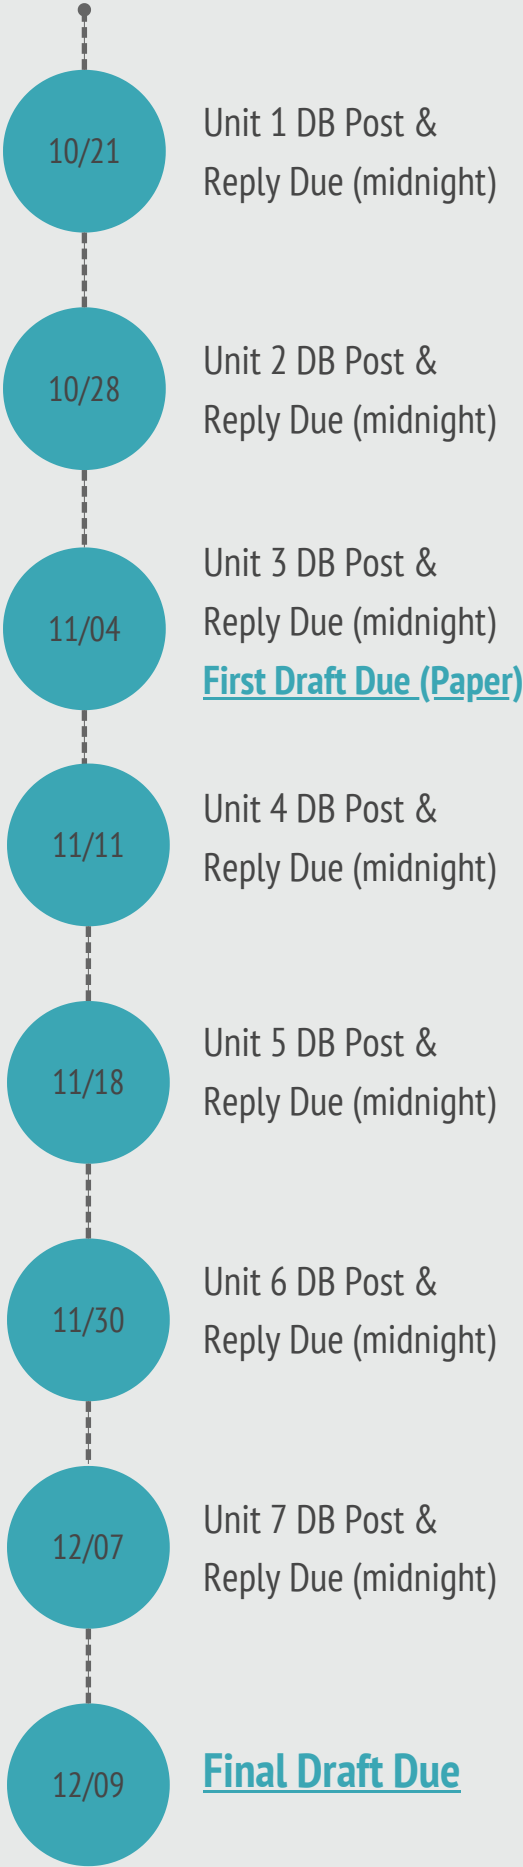 10/21
Unit 1 DB Post &
Reply Due (midnight)
10/28
Unit 2 DB Post &
Reply Due (midnight)
11/04
Unit 3 DB Post &
Reply Due (midnight)
First Draft Due (Paper)
11/11
Unit 4 DB Post &
Reply Due (midnight)
11/18
Unit 5 DB Post &
Reply Due (midnight)
11/30
Unit 6 DB Post &
Reply Due (midnight)
12/07
Unit 7 DB Post &
Reply Due (midnight)
12/09
Final Draft Due